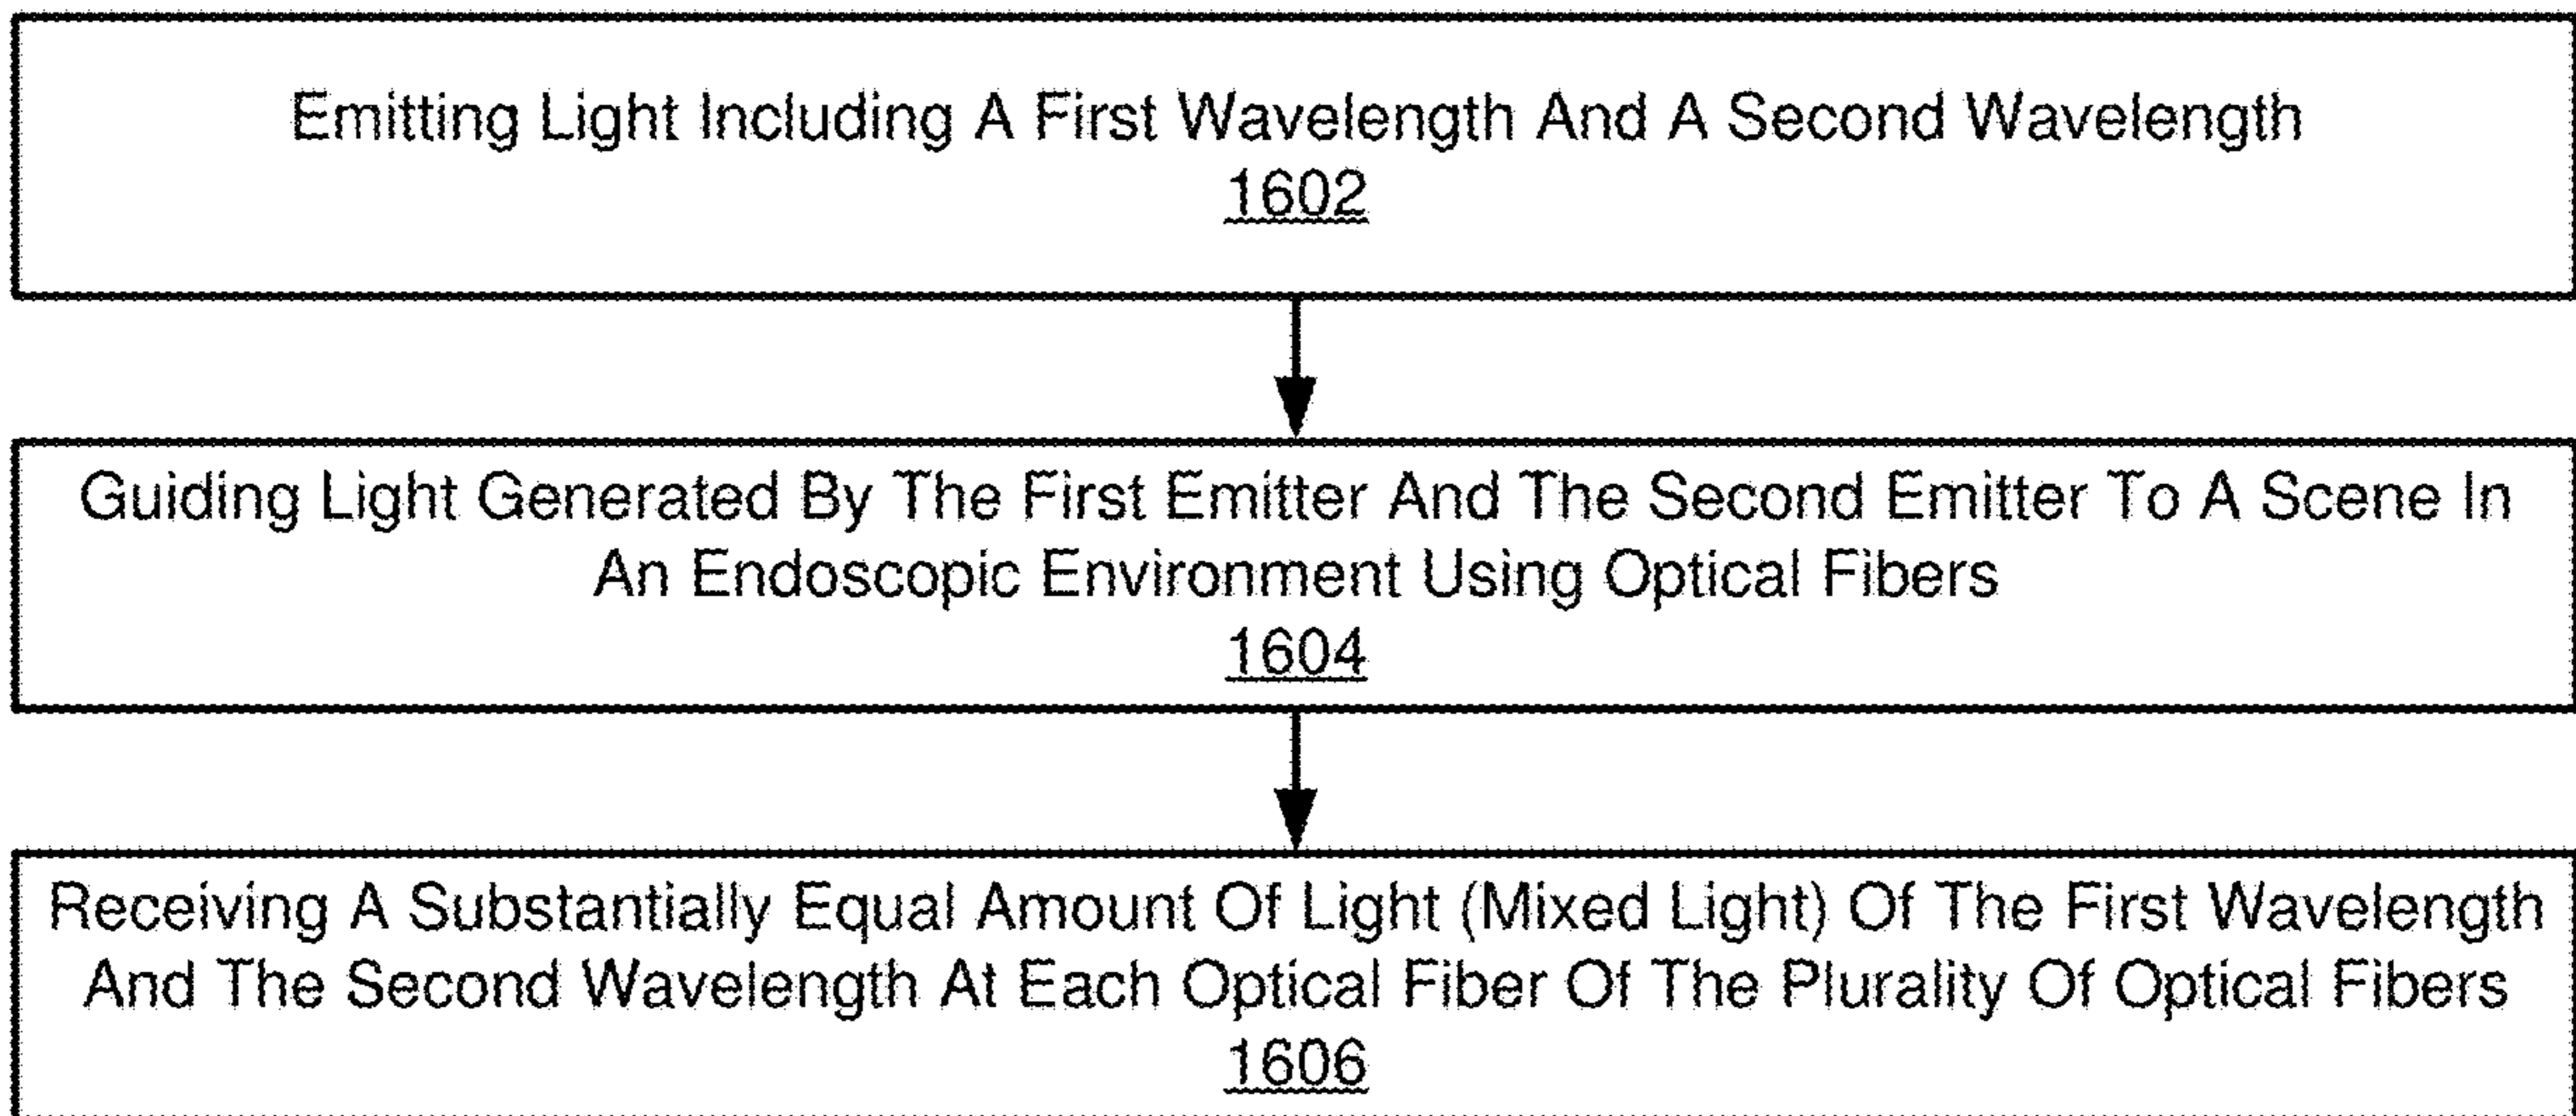 Emitting Light Including A First Wavelength And A Second Wavelength
1602
Guiding Light Generated By The First Emitter And The Second Emitter To A Scene In
An Endoscopic Environment Using Optical Fibers
1604
Receiving A Substantially Equal Amount Of Light (Mixed Light) Of The First Wavelength
And The Second Wavelength At Each Optical Fiber Of The Plurality Of Optical Fibers
1606